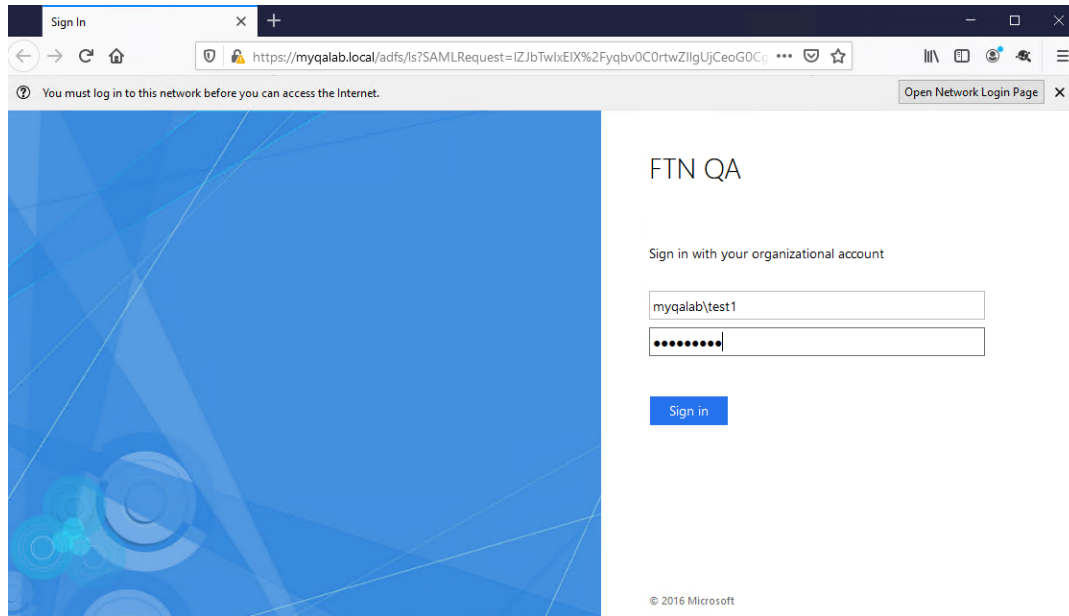 Sign In
https://myqalab.local/adfs/ls?SAMLRequest=lZJbTwIxEIX%2Fyqbv0C0rtwZIlgUjCeoG0Cg
You must log in to this network before you can access the Internet.
Open Network Login Page
FTN QA
Sign in with your organizational account
myqalab\test1
Sign in
© 2016 Microsoft